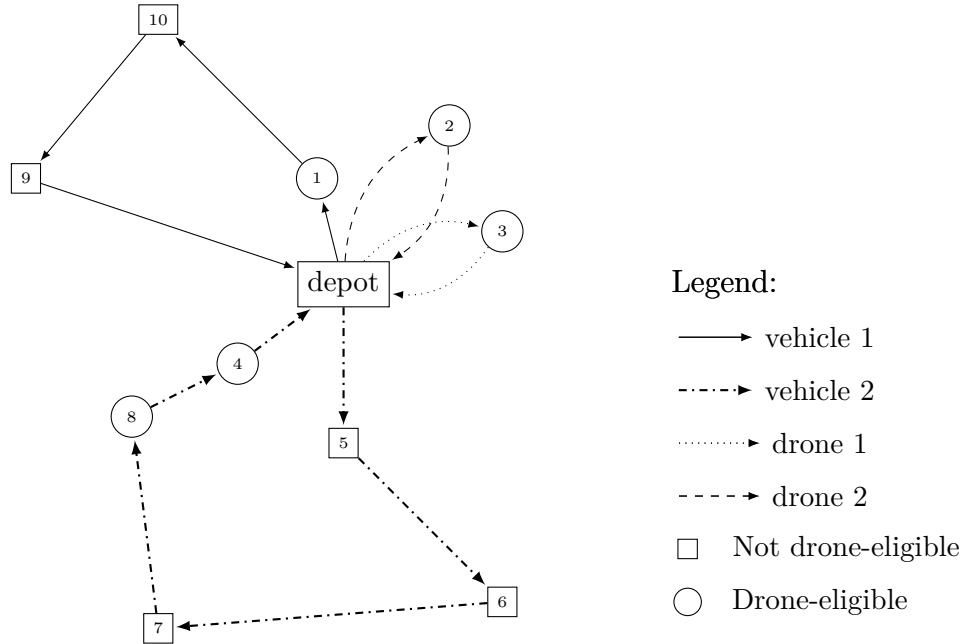 10
2
9
1
3
depot
4
8
5
6
7
Legend:
vehicle 1
vehicle 2
drone 1
drone 2
Not drone-eligible
Drone-eligible